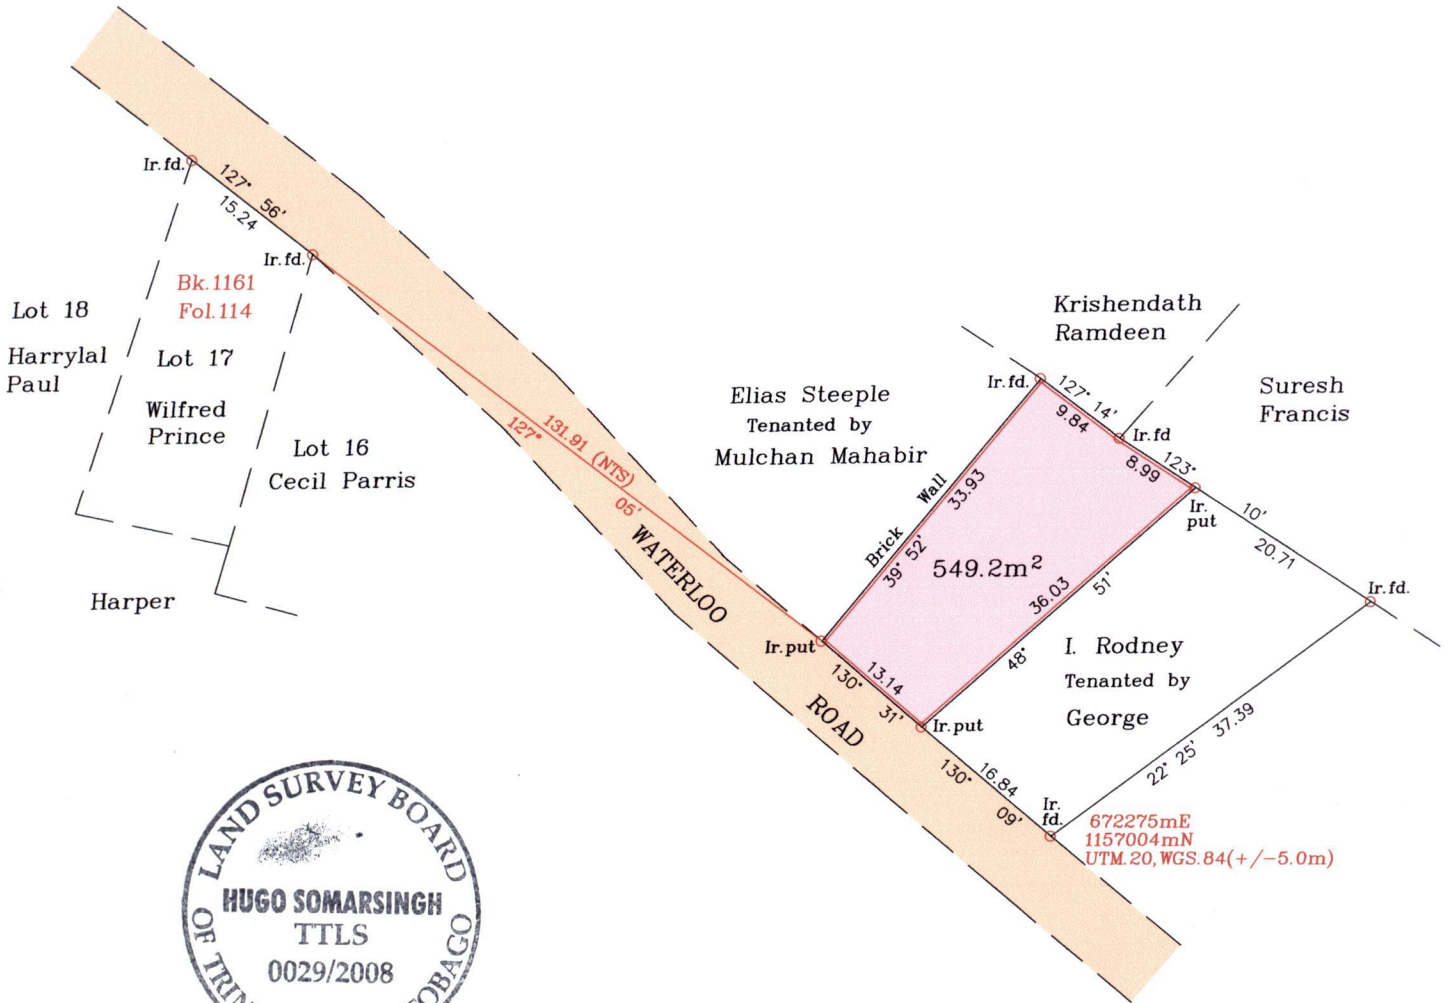 Ir. fd.
127° 56'
15.24
Ir. fd.
Bk.1161
Fol.114
Lot 18
Harrylal
Paul
Lot 17
Wilfred
Prince
Lot 16
Cecil Parris
Harper
131.91 (NTS)
127° 05'
WATERLOO
ROAD
Elias Steeple
Tenanted by
Mulchan Mahabir
Krishendath
Ramdeen
Suresh
Francis
Ir. fd.
127° 14'
9.84
Ir. fd
123° 10'
8.99
20.71
Ir.
put
Ir. fd.
Brick Wall
33.93
39° 52'
549.2m²
36.03
48° 51'
Ir. put
13.14
130° 31'
Ir. put
I. Rodney
Tenanted by
George
22° 25' 37.39
16.84
130° 09'
Ir.
fd.
672275mE
1157004mN
UTM.20,WGS.84(+/-5.0m)
LAND SURVEY BOARD
HUGO SOMARSINGH
TTLS
0029/2008
OF